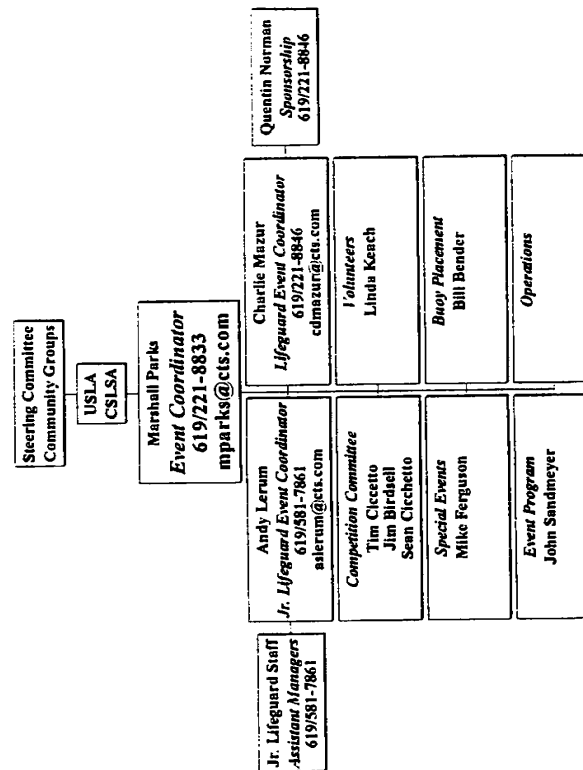 Steering Committee
Community Groups
USLA
CSLSA
Marshall Parks
Event Coordinator
619/221-8833
mparks@cts.com
Jr. Lifeguard Staff
Assistant Managers
619/581-7861
Andy Lerum
Jr. Lifeguard Event Coordinator
619/581-7861
aslerum@cts.com
Charlie Mazur
Lifeguard Event Coordinator
619/221-8846
cdmazur@cts.com
Quentin Norman
Sponsorship
619/221-8846
Competition Committee
Tim Ciccetto
Jim Birdsell
Sean Cicchetto
Volunteers
Linda Keach
Special Events
Mike Ferguson
Buoy Placement
Bill Bender
Event Program
John Sandmeyer
Operations